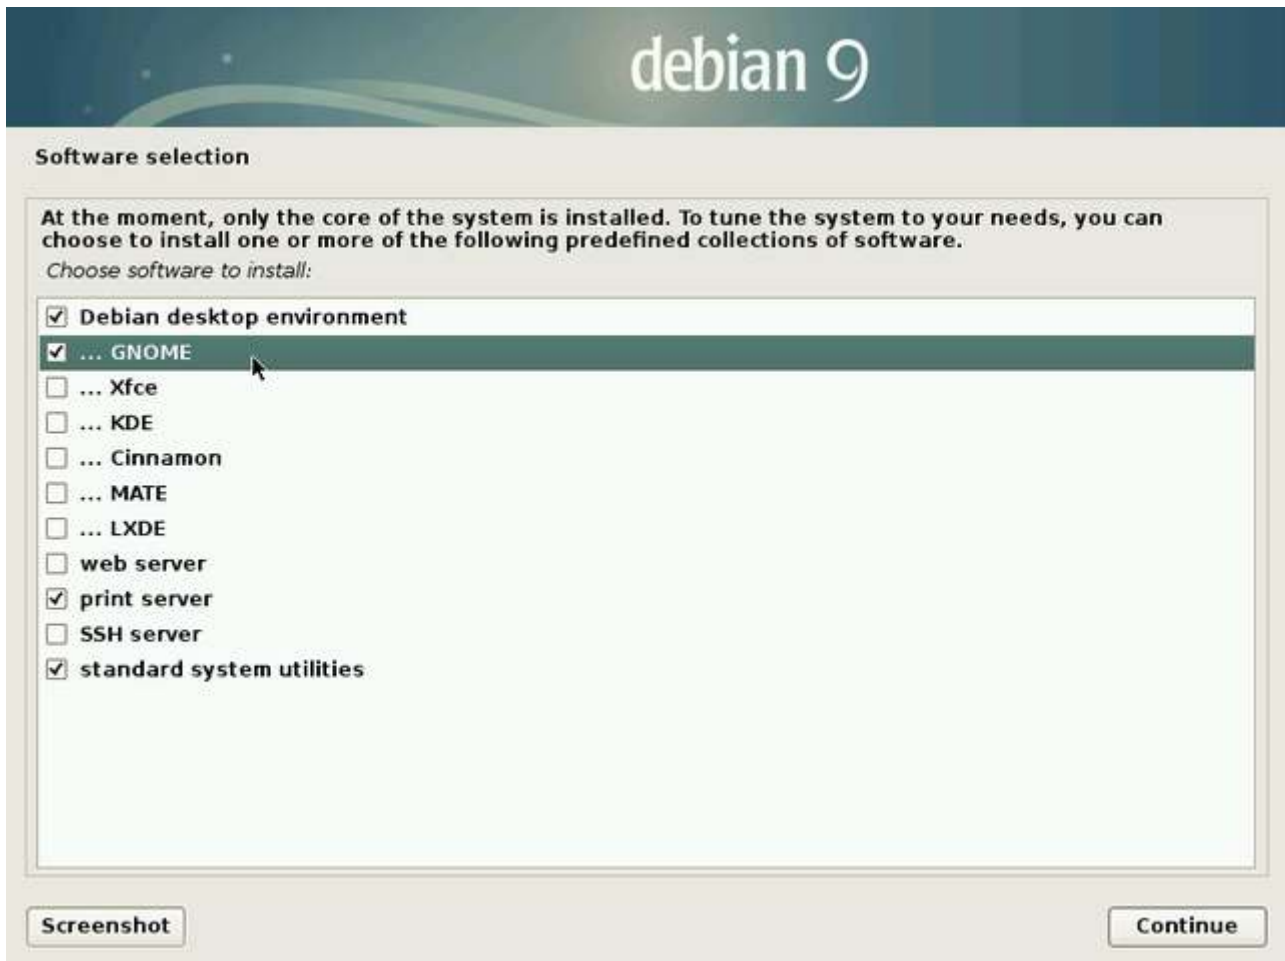 debian 9
Software selection
At the moment, only the core of the system is installed. To tune the system to your needs, you can
choose to install one or more of the following predefined collections of software.
Choose software to install:
Debian desktop environment
... GNOME
... Xfce
... KDE
... Cinnamon
... MATE
... LXDE
web server
print server
SSH server
standard system utilities
Screenshot
Continue